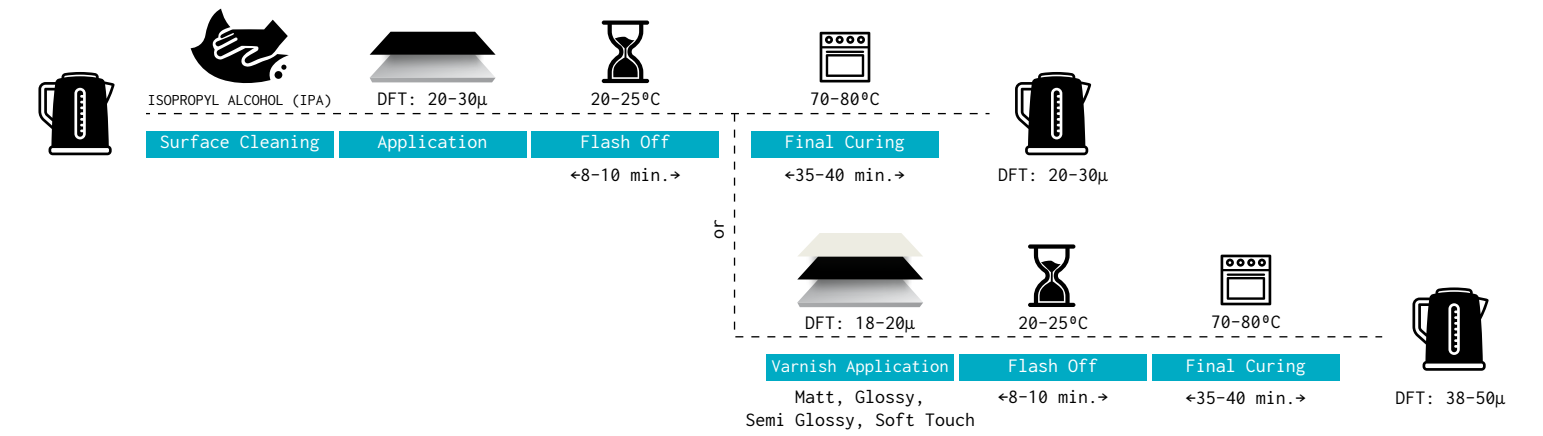 ISOPROPYL ALCOHOL (IPA)
DFT: 20-30μ
20-25ºC
70-80ºC
Surface Cleaning
Application
Flash Off
Final Curing
←8-10 min.→
←35-40 min.→
DFT: 20-30μ
or
DFT: 18-20μ
20-25ºC
70-80ºC
Varnish Application
Flash Off
Final Curing
Matt, Glossy,
Semi Glossy, Soft Touch
←8-10 min.→
←35-40 min.→
DFT: 38-50μ